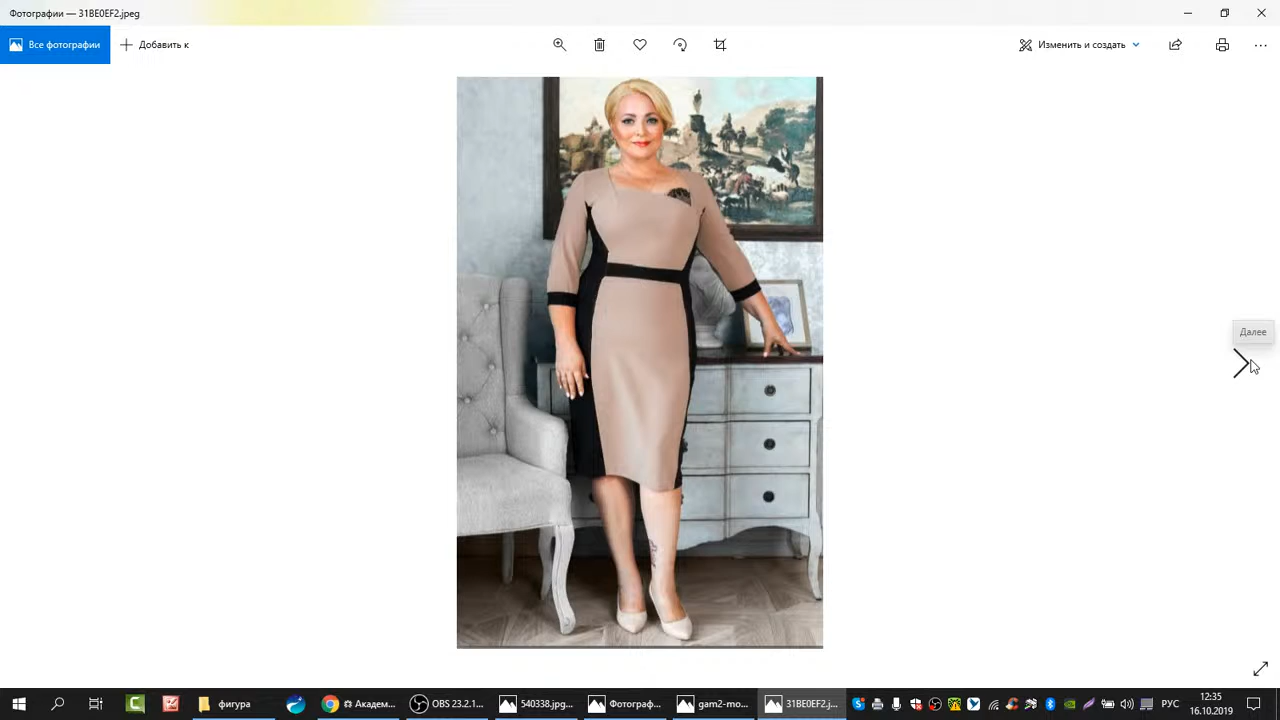 Фотографии — 31BE0EF2.jpeg
Все фотографии
Добавить к
Изменить и создать
Далее
фигура
Академ...
OBS 23.2.1...
540338.jpg...
Фотограф...
gam2-mo...
31BE0EF2.j...
РУС
12:35
16.10.2019